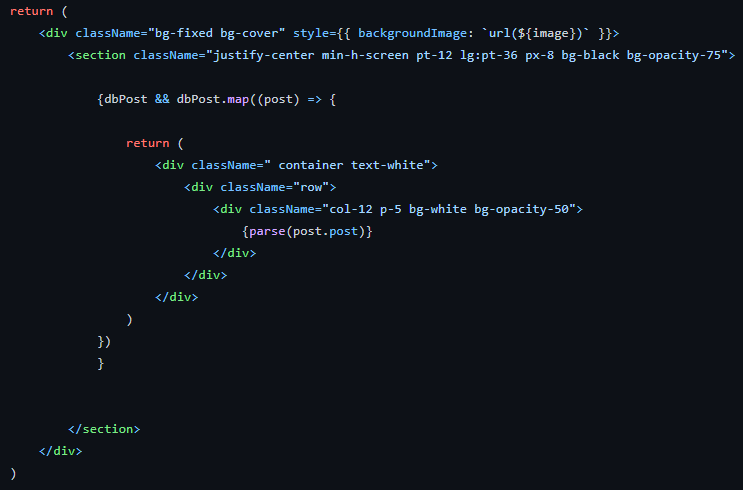 return (
<div className="bg-fixed bg-cover" style={{ backgroundImage: `url(${image})` }}>
<section className="justify-center min-h-screen pt-12 lg:pt-36 px-8 bg-black bg-opacity-75">
{dbPost && dbPost.map((post) => {
return (
<div className=" container text-white">
<div className="row">
<div className="col-12 p-5 bg-white bg-opacity-50">
{parse(post.post)}
</div>
</div>
</div>
)
})
}
</section>
</div>
)